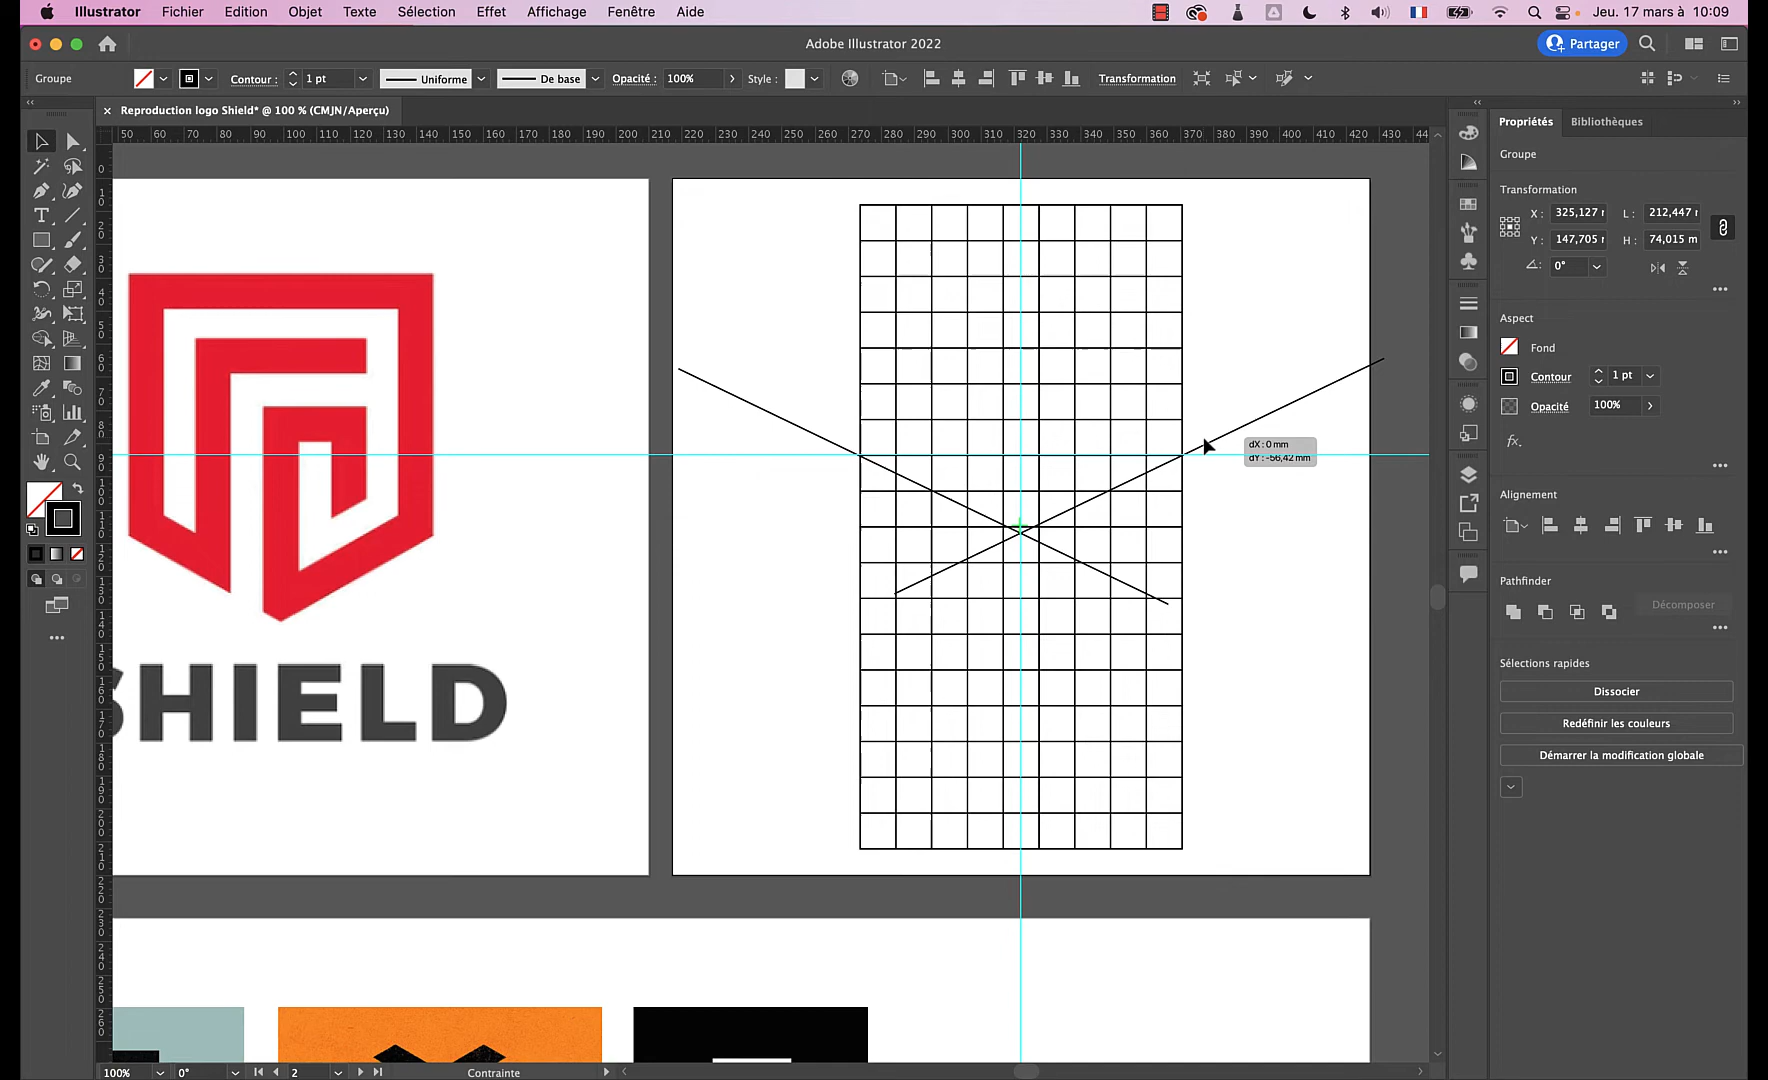 Illustrator Fichier Edition Objet Texte Sélection Effet Affichage Fenêtre Aide Jeu. 17 mars à 10:09
Adobe Illustrator 2022 Partager
Groupe Contour : 1 pt Uniforme De base Opacité : 100% Style : Transformation
Reproduction logo Shield* @ 100 % (CMJN/Aperçu)
50 60 70 80 90 100 110 120 130 140 150 160 170 180 190 200 210 220 230 240 250 260 270 280 290 300 310 320 330 340 350 360 370 380 390 400 410 420 430 44
Propriétés Bibliothèques
Groupe
Transformation
X : 325,127 L : 212,447
Y : 147,705 H : 74,015 m
0°
Aspect
Fond
Contour 1 pt
Opacité 100%
fx.
Alignement
Pathfinder
Décomposer
Sélections rapides
Dissocier
Redéfinir les couleurs
Démarrer la modification globale
dX : 0 mm
dY : -56,42 mm
SHIELD
100% 0° 2 Contrainte